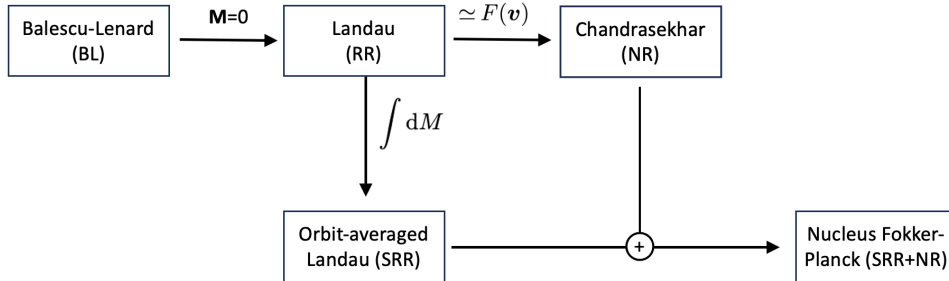 Balescu-Lenard
(BL)
M=0
Landau
(RR)
≃ F(v)
Chandrasekhar
(NR)
∫ dM
Orbit-averaged
Landau (SRR)
+
Nucleus Fokker-
Planck (SRR+NR)